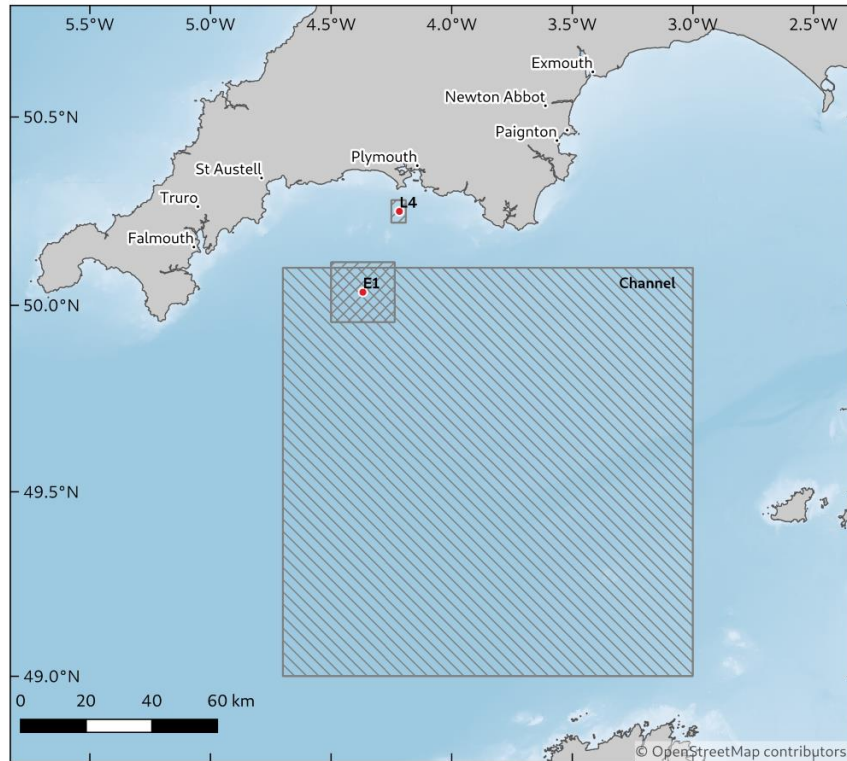 5.5°W 5.0°W 4.5°W 4.0°W 3.5°W 3.0°W 2.5°W
Exmouth
Newton Abbot
50.5°N
Paignton
Plymouth
St Austell
Truro
L4
Falmouth
Channel
E1
50.0°N
49.5°N
49.0°N
0 20 40 60 km
© OpenStreetMap contributors